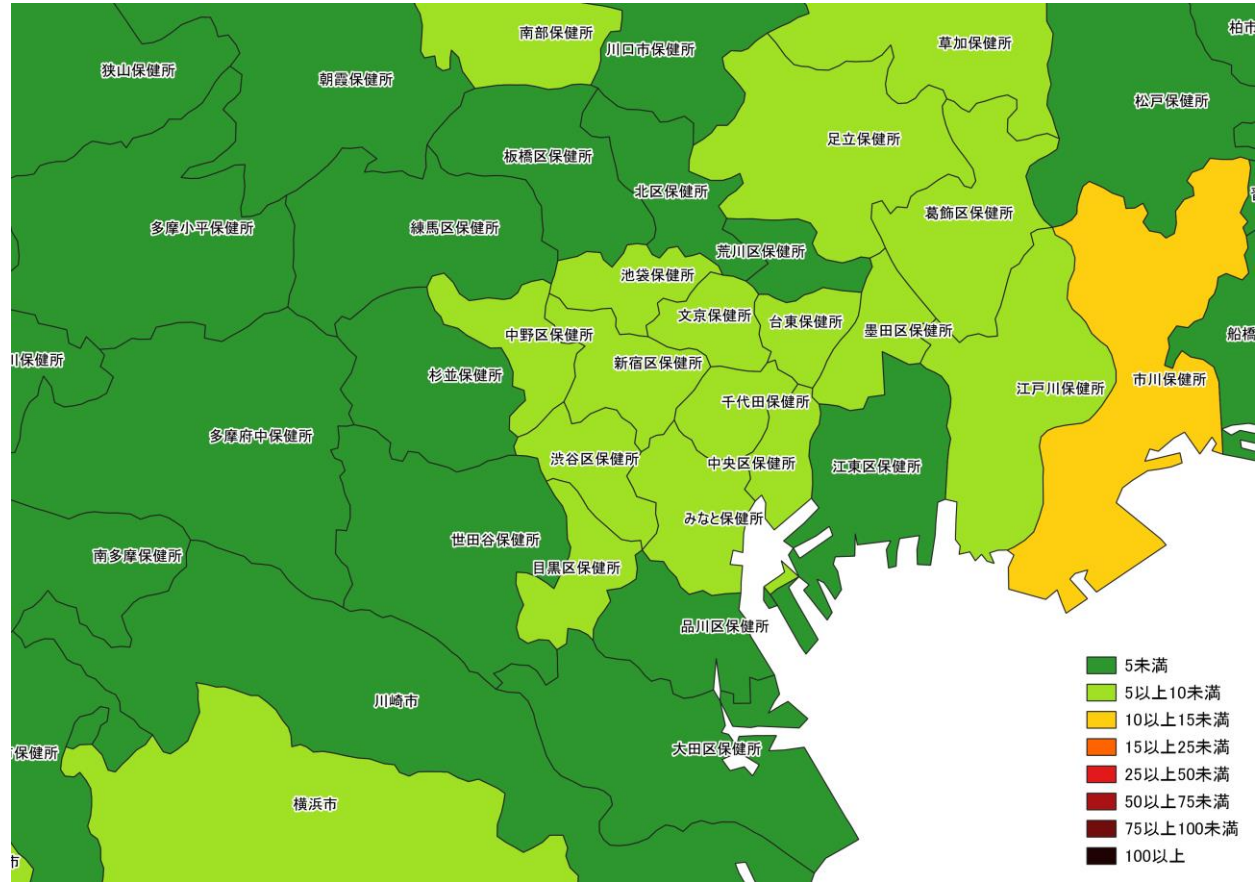 南部保健所
草加保健所
柏市
川口市保健所
狭山保健所
朝霞保健所
松戸保健所
足立保健所
板橋区保健所
北区保健所
葛飾区保健所
多摩小平保健所
練馬区保健所
荒川区保健所
池袋保健所
文京保健所
台東保健所
中野区保健所
墨田区保健所
船橋
川保健所
新宿区保健所
杉並保健所
市川保健所
江戸川保健所
千代田保健所
多摩府中保健所
渋谷区保健所
中央区保健所
江東区保健所
みなと保健所
世田谷保健所
南多摩保健所
目黒区保健所
品川区保健所
川崎市
大田区保健所
保健所
横浜市
市
5未満
5以上10未満
10以上15未満
15以上25未満
25以上50未満
50以上75未満
75以上100未満
100以上